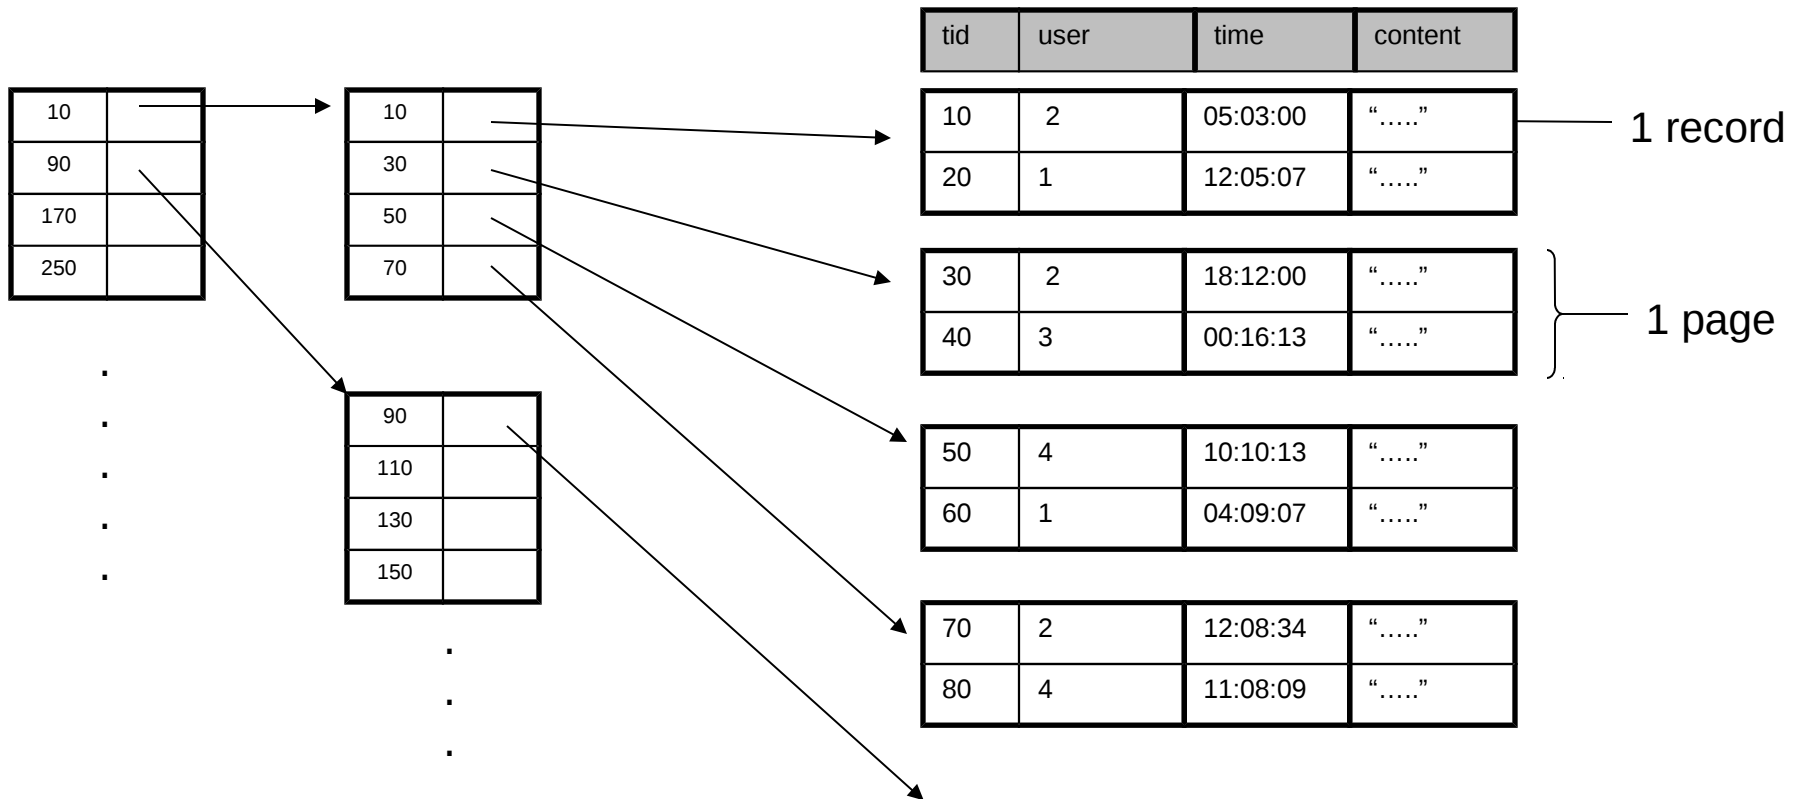 tid user time content
10
90
170
250
10
30
50
70
90
110
130
150
10 2 05:03:00 “…..”
20 1 12:05:07 “…..”
30 2 18:12:00 “…..”
40 3 00:16:13 “…..”
50 4 10:10:13 “…..”
60 1 04:09:07 “…..”
70 2 12:08:34 “…..”
80 4 11:08:09 “…..”
1 record
1 page